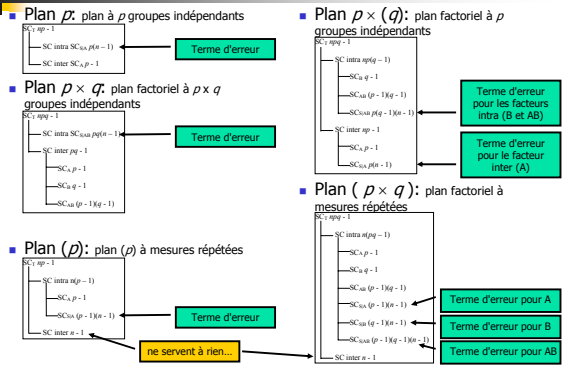 Plan p: plan à p groupes indépendants
SCT np - 1
SC intra SCS|A p(n – 1)
SC inter SCA p - 1
Terme d'erreur
Plan p × q: plan factoriel à p x q
groupes indépendants
SCT npq - 1
SC intra SCS|AB pq(n – 1)
SC inter pq - 1
SCA p - 1
SCB q - 1
SCAB (p - 1)(q - 1)
Terme d'erreur
Plan (p): plan (p) à mesures répétées
SCT np - 1
SC intra n(p – 1)
SCA p - 1
SCS|A (p - 1)(n - 1)
SC inter n - 1
Terme d'erreur
ne servent à rien...
Plan p × (q): plan factoriel à p
groupes indépendants
SCT npq - 1
SC intra np(q – 1)
SCB q - 1
SCAB (p - 1)(q - 1)
SCS|AB p(q - 1)(n - 1)
SC inter np - 1
SCA p - 1
SCS|A p(n - 1)
Terme d'erreur
pour les facteurs
intra (B et AB)
Terme d'erreur
pour le facteur
inter (A)
Plan ( p × q ): plan factoriel à
mesures répétées
SCT npq - 1
SC intra n(pq – 1)
SCA p - 1
SCB q - 1
SCAB (p - 1)(q - 1)
SCS|A (p - 1)(n - 1)
SCS|B (q - 1)(n - 1)
SCS|AB (p - 1)(q - 1)(n - 1)
SC inter n - 1
Terme d'erreur pour A
Terme d'erreur pour B
Terme d'erreur pour AB